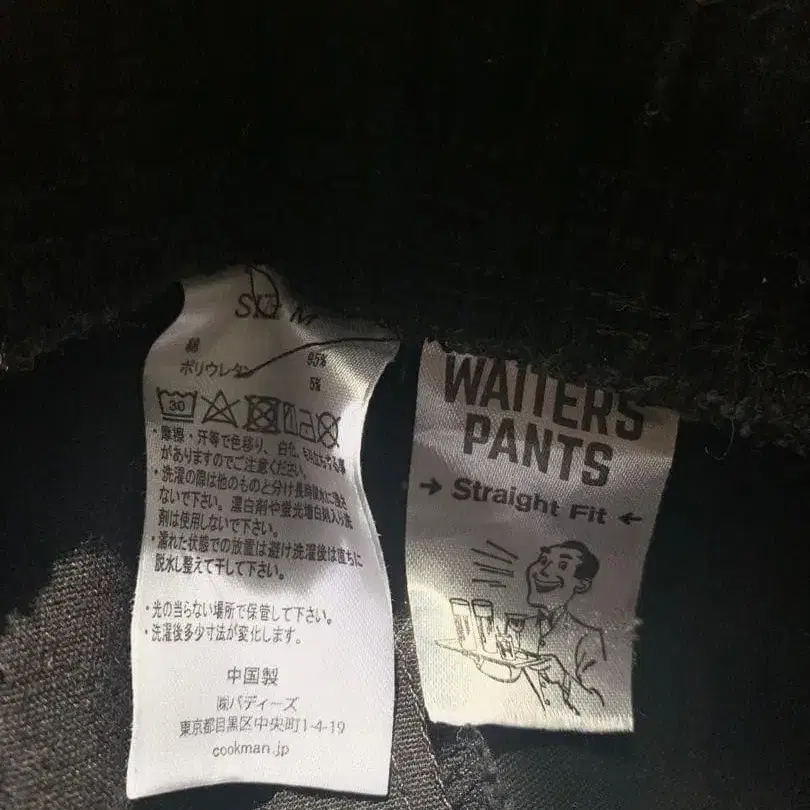 SIZE M
綿 95%
ポリウレタン 5%
30
・摩擦・汗等で色移り、白化、毛羽立ちする事
がありますのでご注意ください。
・洗濯の際は他のものと分け長時間水に浸さ
ないで下さい。漂白剤や蛍光増白剤入り洗
剤は使用しないで下さい。
・濡れた状態での放置は避け洗濯後は直ちに
脱水し整えて干して下さい。
・光の当らない場所で保管して下さい。
・洗濯後多少寸法が変化します。
中国製
㈱バディーズ
東京都目黒区中央町1-4-19
cookman.jp
WAITERS
PANTS
→ Straight Fit ←